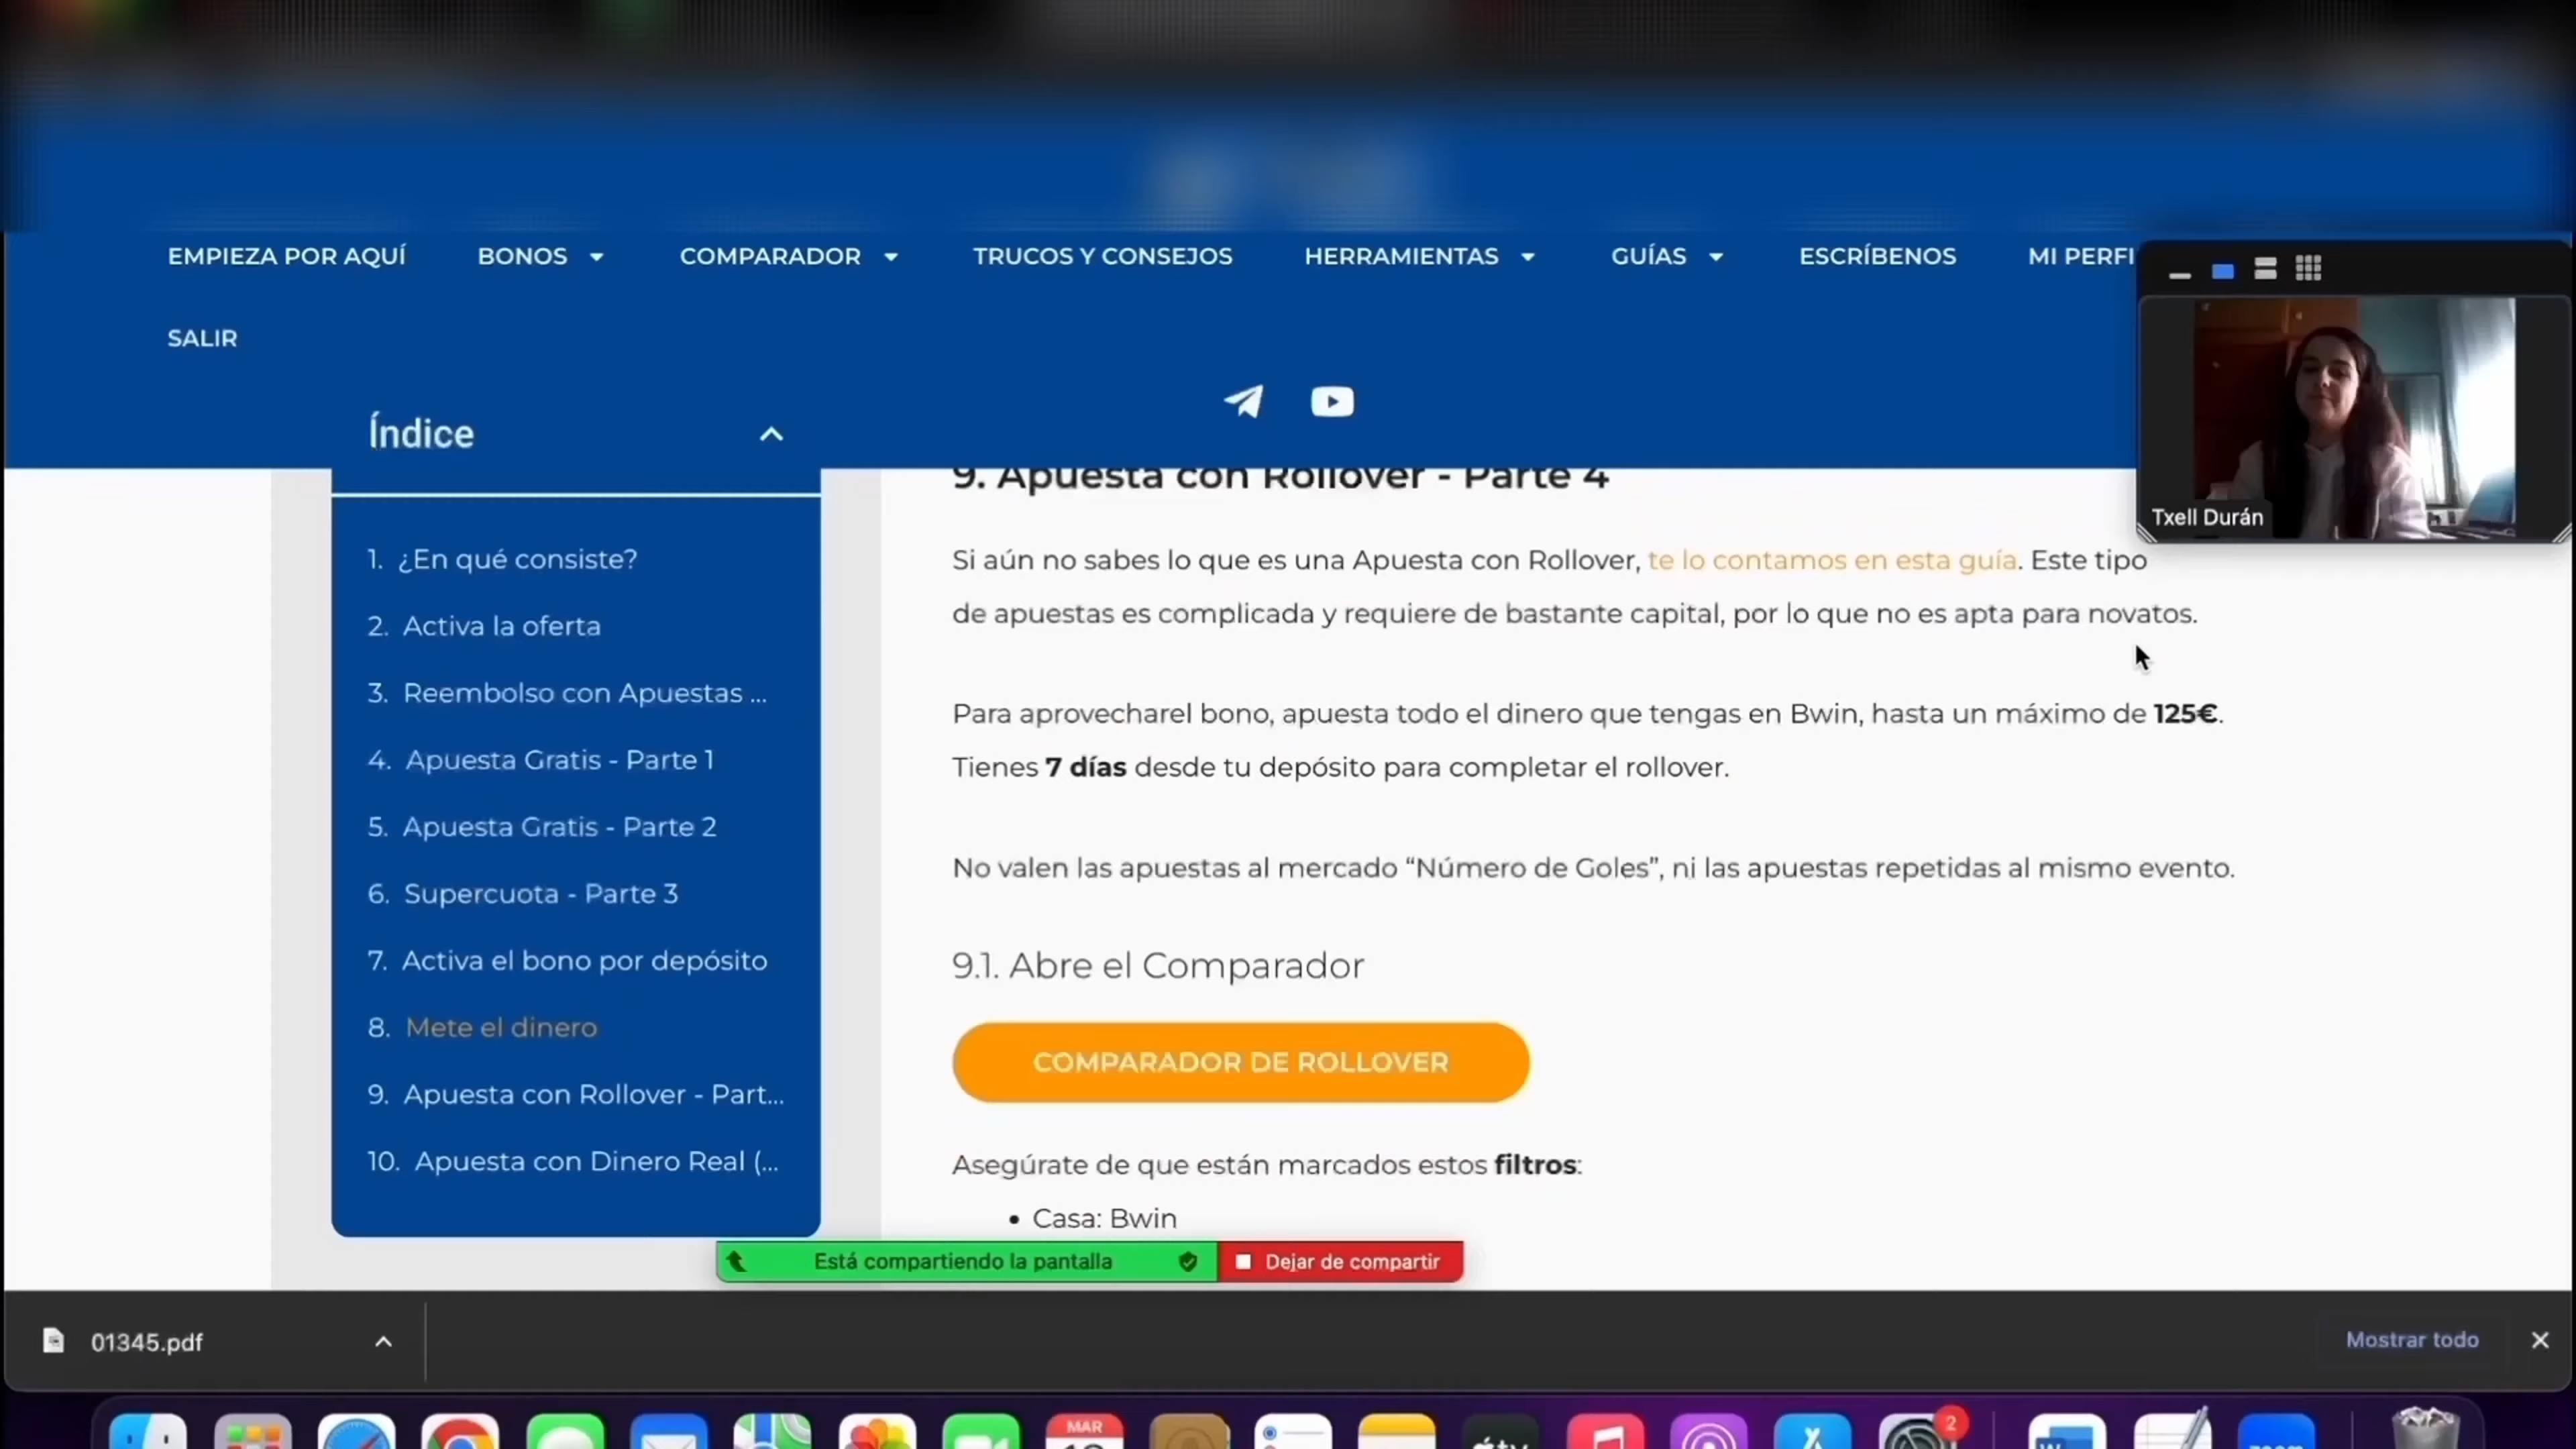 EMPIEZA POR AQUÍ BONOS COMPARADOR TRUCOS Y CONSEJOS HERRAMIENTAS GUÍAS ESCRÍBENOS MI PERFI
SALIR
Índice
1. ¿En qué consiste?
2. Activa la oferta
3. Reembolso con Apuestas ...
4. Apuesta Gratis - Parte 1
5. Apuesta Gratis - Parte 2
6. Supercuota - Parte 3
7. Activa el bono por depósito
8. Mete el dinero
9. Apuesta con Rollover - Part...
10. Apuesta con Dinero Real (...
9. Apuesta con Rollover - Parte 4
Si aún no sabes lo que es una Apuesta con Rollover, te lo contamos en esta guía. Este tipo
de apuestas es complicada y requiere de bastante capital, por lo que no es apta para novatos.
Para aprovecharel bono, apuesta todo el dinero que tengas en Bwin, hasta un máximo de 125€.
Tienes 7 días desde tu depósito para completar el rollover.
No valen las apuestas al mercado “Número de Goles”, ni las apuestas repetidas al mismo evento.
9.1. Abre el Comparador
COMPARADOR DE ROLLOVER
Asegúrate de que están marcados estos filtros:
• Casa: Bwin
Txell Durán
Está compartiendo la pantalla
Dejar de compartir
01345.pdf
Mostrar todo
MAR
2